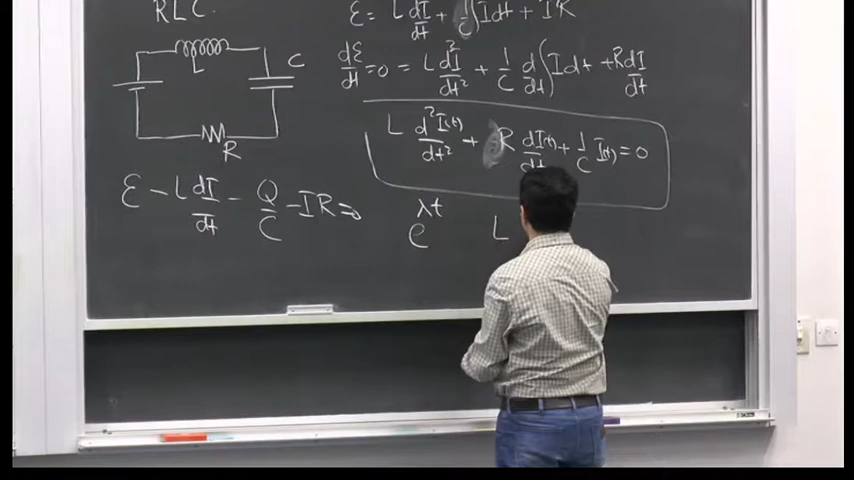 RLC.
ℰ = L dI/dt + 1/C ∫ I dt + IR
dℰ/dt = 0 = L d²I/dt² + 1/C d/dt ∫ I dt + R dI/dt
L d²I(t)/dt² + R dI(t)/dt + 1/C I(t) = 0
L
C
R
ℰ - L dI/dt - Q/C - IR =
e^λt
L